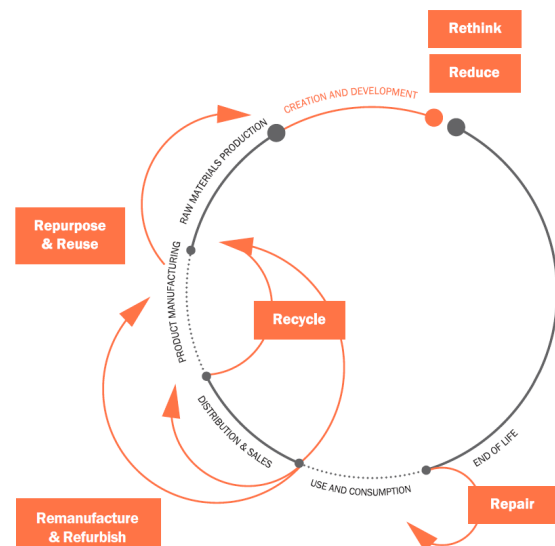 Rethink
Reduce
CREATION AND DEVELOPMENT
RAW MATERIALS PRODUCTION
Repurpose
& Reuse
PRODUCT MANUFACTURING
Recycle
DISTRIBUTION & SALES
USE AND CONSUMPTION
END OF LIFE
Repair
Remanufacture
& Refurbish